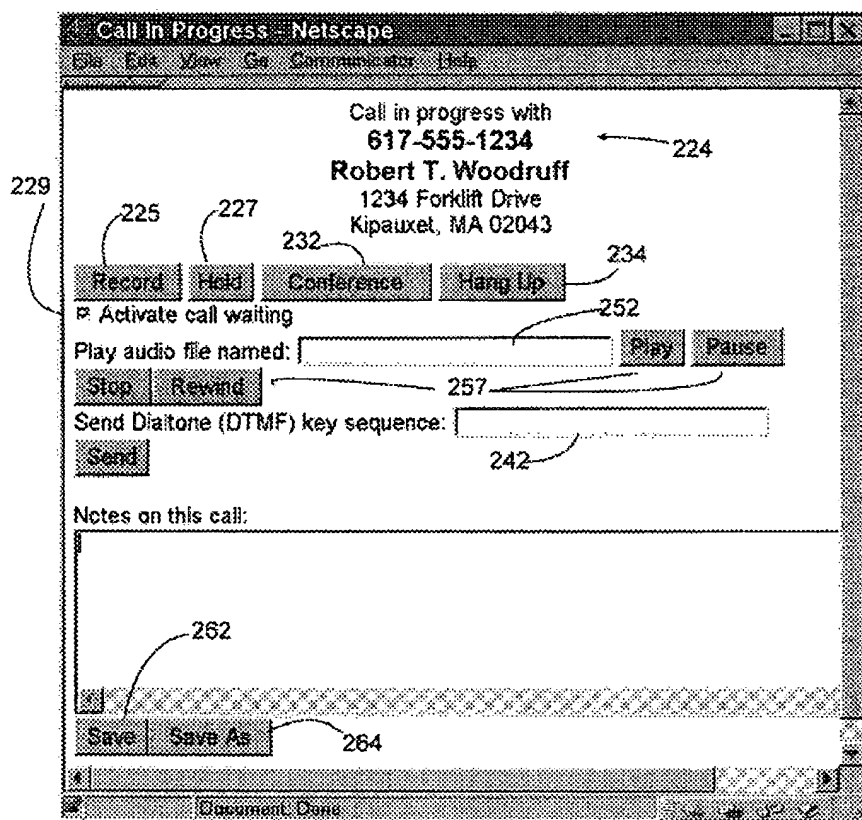 Call In Progress - Netscape
File Edit View Go Communicator Help
Call in progress with
617-555-1234
224
Robert T. Woodruff
1234 Forklift Drive
Kipauxet, MA 02043
229
225
227
232
234
Record Hold Conference Hang Up
Activate call waiting
252
Play audio file named: Play Pause
Stop Rewind
257
Send Dialtone (DTMF) key sequence:
Send
242
Notes on this call:
262
Save Save As
264
Document: Done